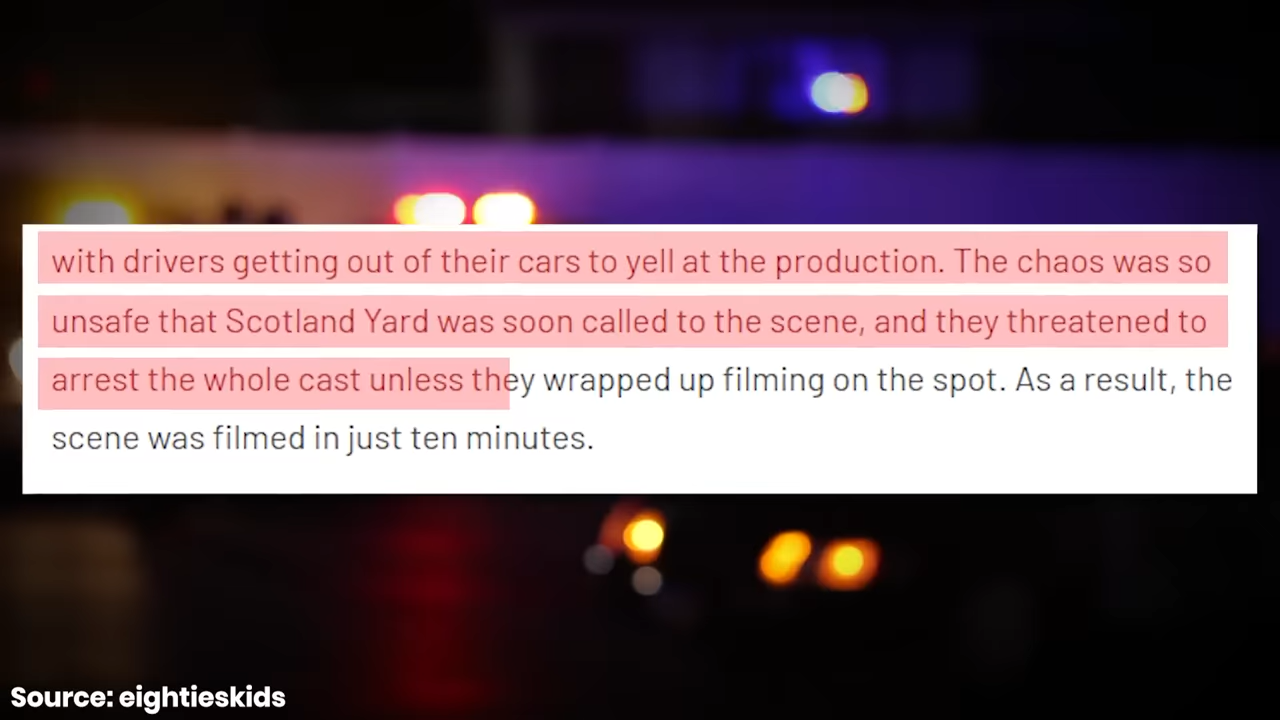 with drivers getting out of their cars to yell at the production. The chaos was so
unsafe that Scotland Yard was soon called to the scene, and they threatened to
arrest the whole cast unless they wrapped up filming on the spot. As a result, the
scene was filmed in just ten minutes.
Source: eightieskids